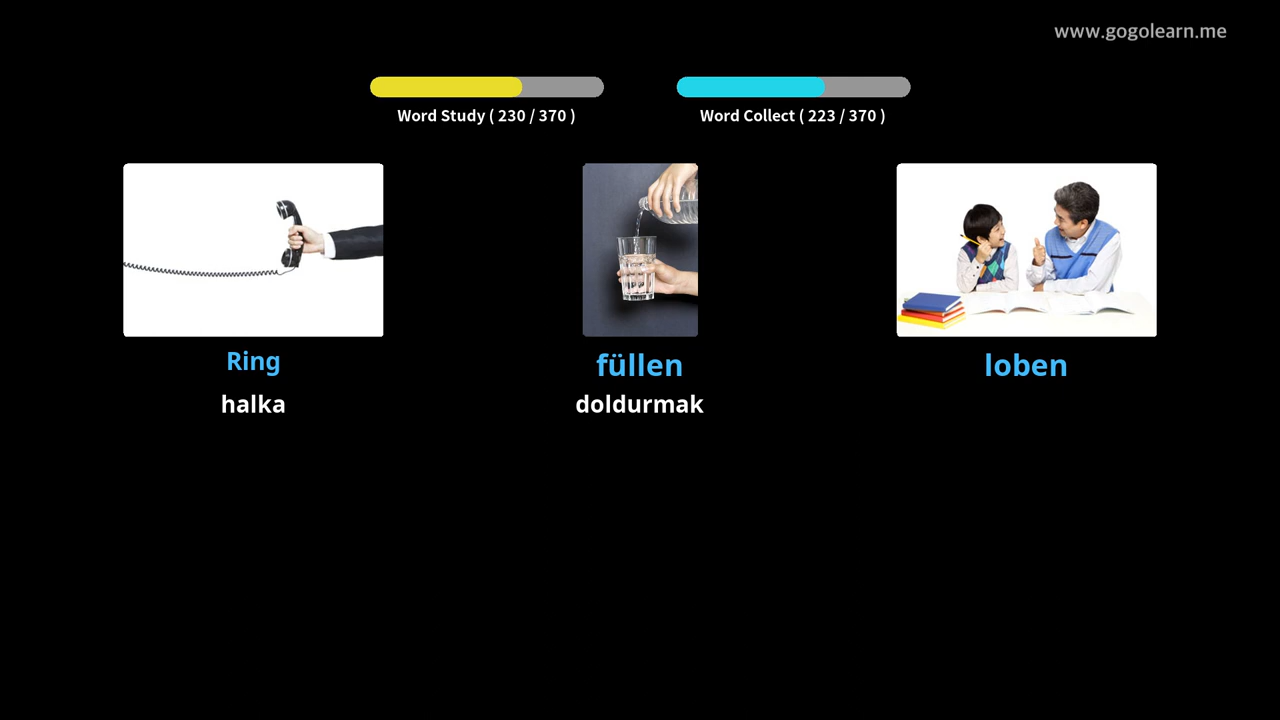 www.gogolearn.me
Word Study ( 230 / 370 )
Word Collect ( 223 / 370 )
Ring
füllen
loben
halka
doldurmak